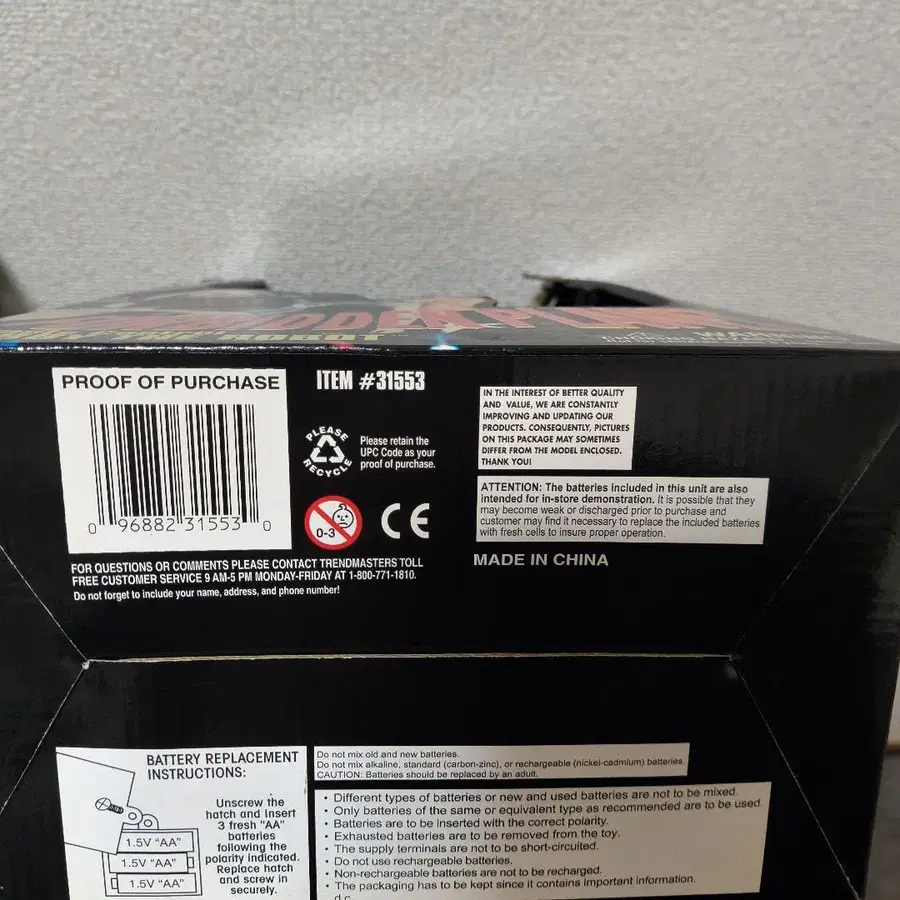 ROBOT
PROOF OF PURCHASE
0 96882 31553 0
ITEM #31553
PLEASE
RECYCLE
Please retain the
UPC Code as your
proof of purchase.
0-3
CE
FOR QUESTIONS OR COMMENTS PLEASE CONTACT TRENDMASTERS TOLL
FREE CUSTOMER SERVICE 9 AM-5 PM MONDAY-FRIDAY AT 1-800-771-1810.
Do not forget to include your name, address, and phone number!
IN THE INTEREST OF BETTER QUALITY
AND VALUE, WE ARE CONSTANTLY
IMPROVING AND UPDATING OUR
PRODUCTS. CONSEQUENTLY, PICTURES
ON THIS PACKAGE MAY SOMETIMES
DIFFER FROM THE MODEL ENCLOSED.
THANK YOU!
ATTENTION: The batteries included in this unit are also
intended for in-store demonstration. It is possible that they
may become weak or discharged prior to purchase and
customer may find it necessary to replace the included batteries
with fresh cells to insure proper operation.
MADE IN CHINA
BATTERY REPLACEMENT
INSTRUCTIONS:
Unscrew the
hatch and insert
3 fresh "AA"
batteries
following the
polarity indicated.
Replace hatch
and screw in
securely.
1.5V "AA"
1.5V "AA"
1.5V "AA"
Do not mix old and new batteries.
Do not mix alkaline, standard (carbon-zinc), or rechargeable (nickel-cadmium) batteries.
CAUTION: Batteries should be replaced by an adult.
• Different types of batteries or new and used batteries are not to be mixed.
• Only batteries of the same or equivalent type as recommended are to be used.
• Batteries are to be inserted with the correct polarity.
• Exhausted batteries are to be removed from the toy.
• The supply terminals are not to be short-circuited.
• Do not use rechargeable batteries.
• Non-rechargeable batteries are not to be recharged.
• The packaging has to be kept since it contains important information.